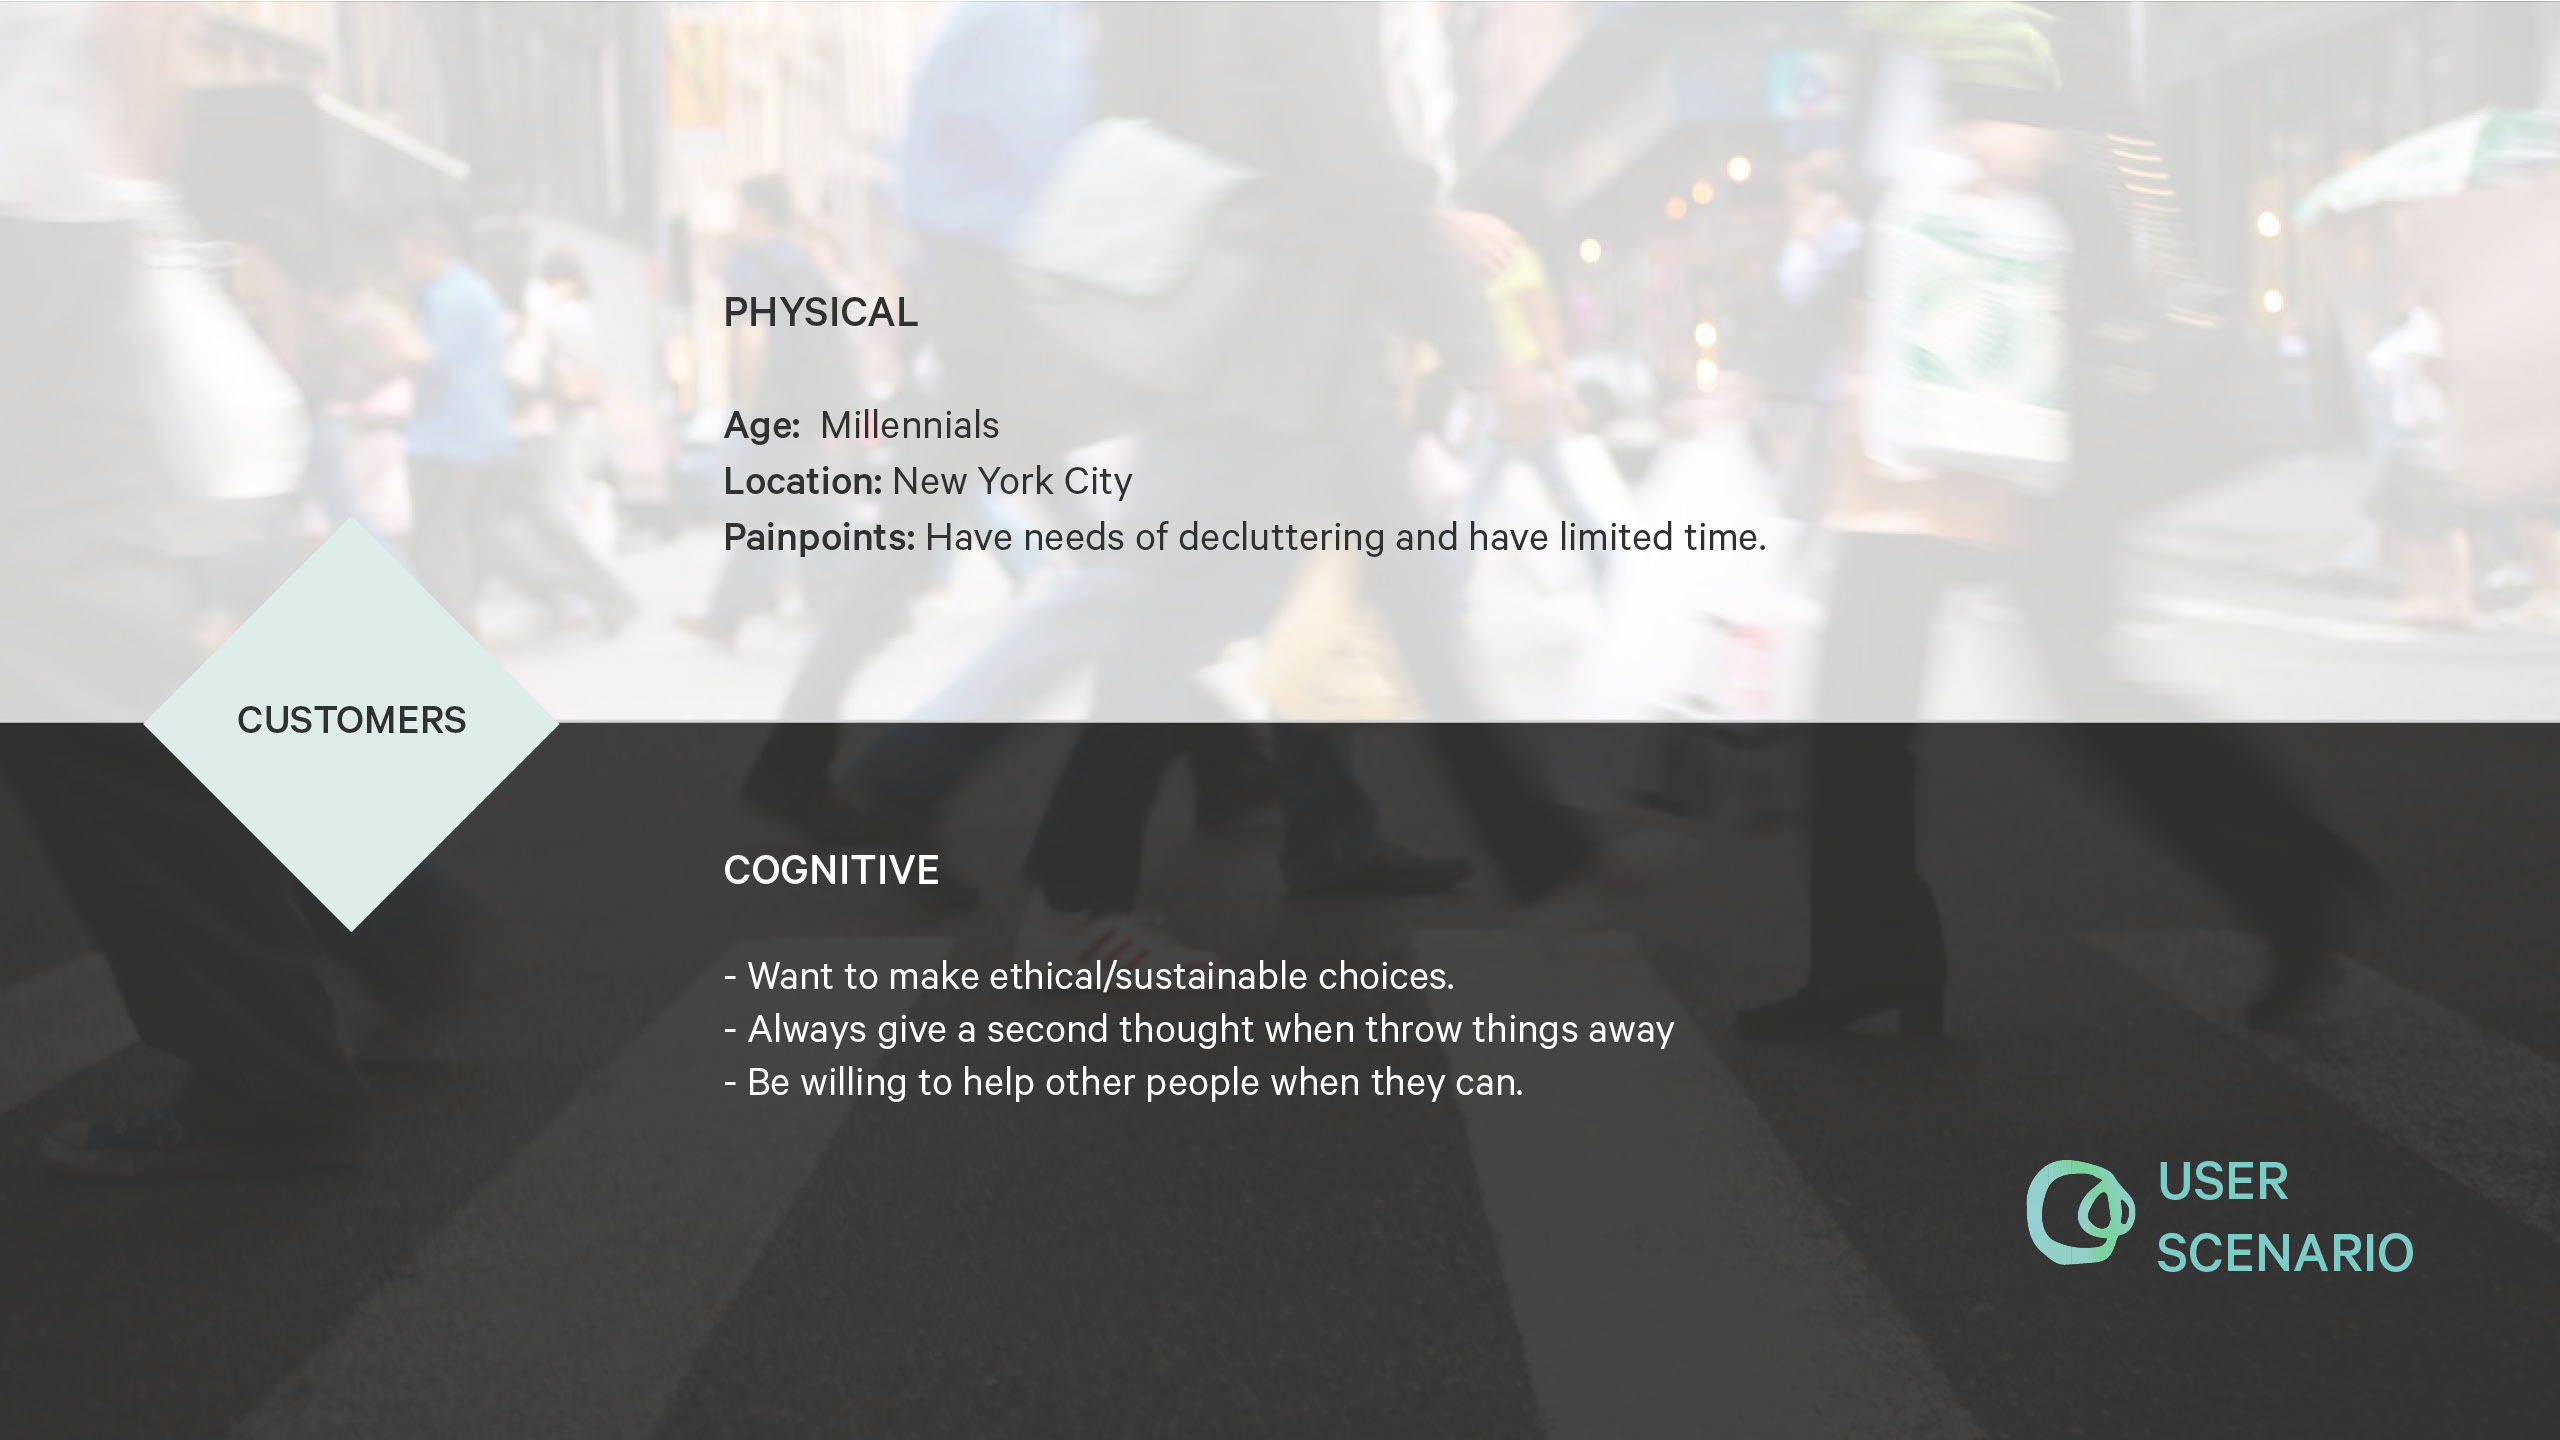 PHYSICAL
Age: Millennials
Location: New York City
Painpoints: Have needs of decluttering and have limited time.
CUSTOMERS
COGNITIVE
- Want to make ethical/sustainable choices.
- Always give a second thought when throw things away
- Be willing to help other people when they can.
USER
SCENARIO